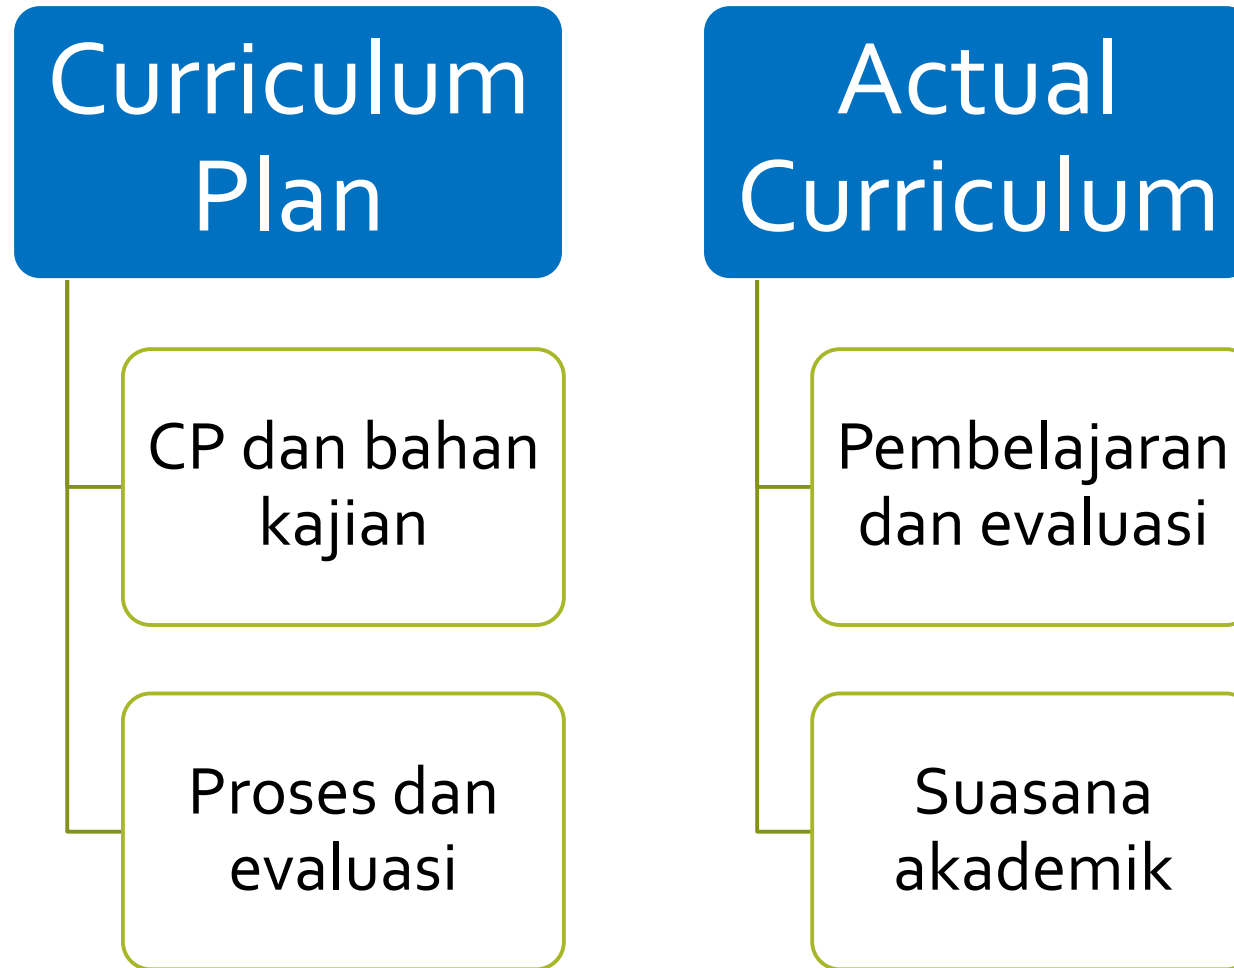 Curriculum
Plan
CP dan bahan
kajian
Proses dan
evaluasi
Actual
Curriculum
Pembelajaran
dan evaluasi
Suasana
akademik